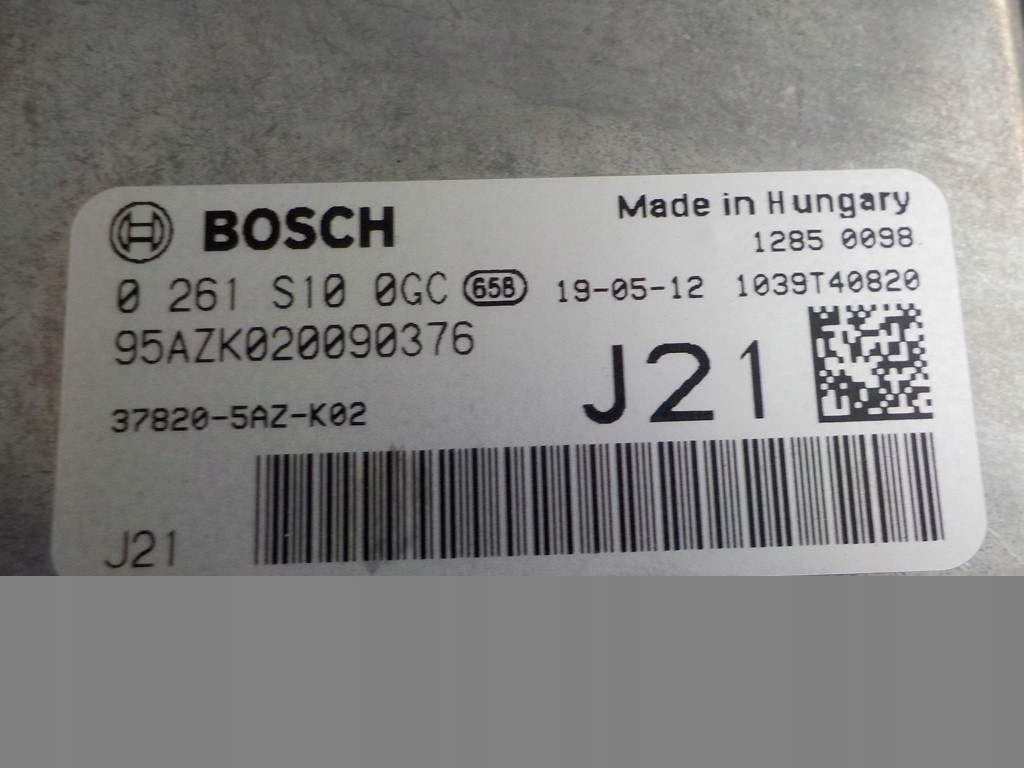 BOSCH
Made in Hungary
1285 0098
0 261 S10 0GC 658 19-05-12 1039T40820
95AZK020090376
J21
37820-5AZ-K02
J21